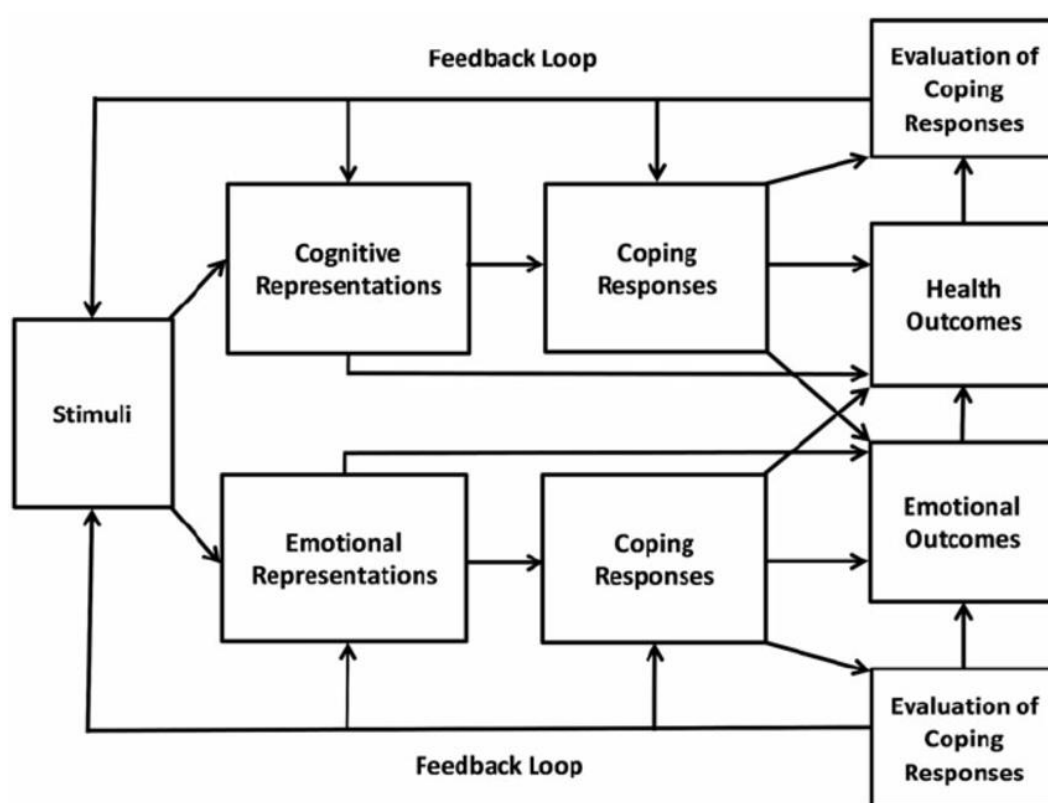 Feedback Loop
Evaluation of
Coping
Responses
Cognitive
Representations
Coping
Responses
Health
Outcomes
Stimuli
Emotional
Representations
Coping
Responses
Emotional
Outcomes
Feedback Loop
Evaluation of
Coping
Responses